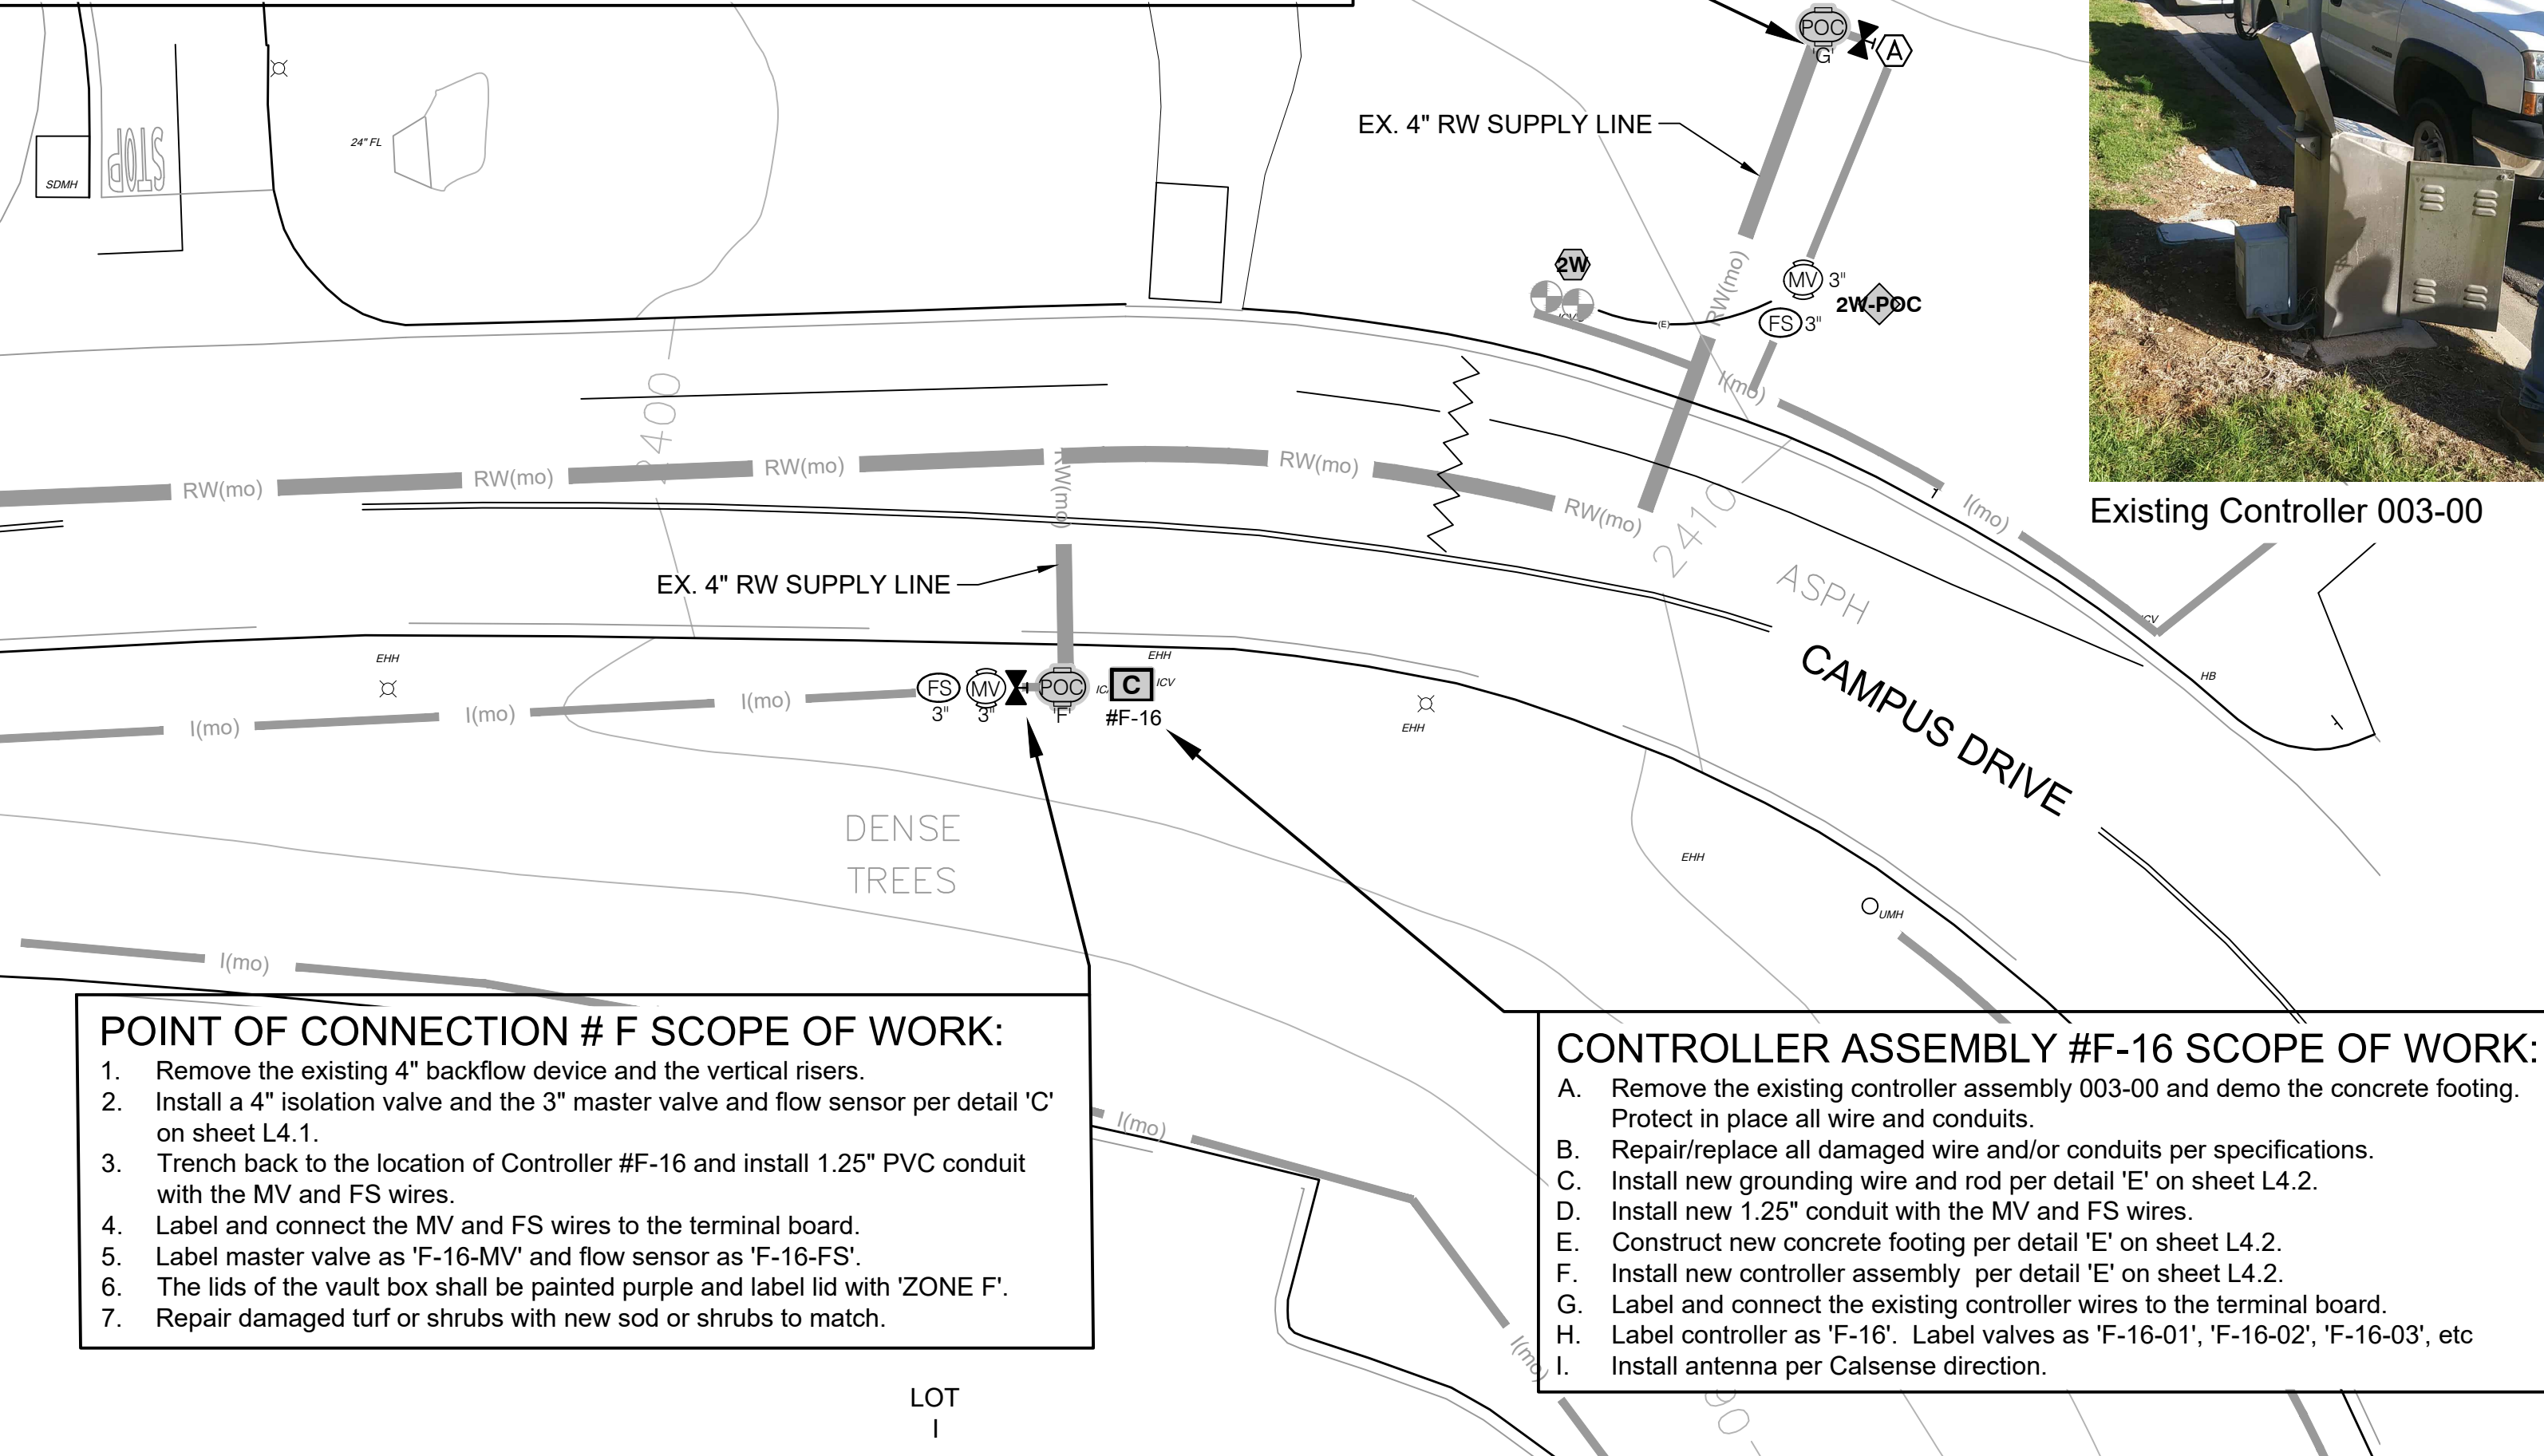 POC
'G'
A
EX. 4" RW SUPPLY LINE
24" FL
STOP
SDMH
2W
RW(mo)
MV 3"
2W-POC
FS 3"
(E)
I(mo)
2400
RW(mo)
RW(mo)
RW(mo)
RW(mo)
RW(mo)
RW(mo)
I(mo)
Existing Controller 003-00
2410
ASPH
EX. 4" RW SUPPLY LINE
CAMPUS DRIVE
ICV
HB
EHH
EHH
FS
3"
MV
3"
POC
'F'
C
ICV
#F-16
I(mo)
I(mo)
I(mo)
EHH
DENSE
TREES
EHH
UMH
I(mo)
POINT OF CONNECTION # F SCOPE OF WORK:
1. Remove the existing 4" backflow device and the vertical risers.
2. Install a 4" isolation valve and the 3" master valve and flow sensor per detail 'C'
on sheet L4.1.
3. Trench back to the location of Controller #F-16 and install 1.25" PVC conduit
with the MV and FS wires.
4. Label and connect the MV and FS wires to the terminal board.
5. Label master valve as 'F-16-MV' and flow sensor as 'F-16-FS'.
6. The lids of the vault box shall be painted purple and label lid with 'ZONE F'.
7. Repair damaged turf or shrubs with new sod or shrubs to match.
I(mo)
CONTROLLER ASSEMBLY #F-16 SCOPE OF WORK:
A. Remove the existing controller assembly 003-00 and demo the concrete footing.
Protect in place all wire and conduits.
B. Repair/replace all damaged wire and/or conduits per specifications.
C. Install new grounding wire and rod per detail 'E' on sheet L4.2.
D. Install new 1.25" conduit with the MV and FS wires.
E. Construct new concrete footing per detail 'E' on sheet L4.2.
F. Install new controller assembly per detail 'E' on sheet L4.2.
G. Label and connect the existing controller wires to the terminal board.
H. Label controller as 'F-16'. Label valves as 'F-16-01', 'F-16-02', 'F-16-03', etc
I. Install antenna per Calsense direction.
I(mo)
LOT
I